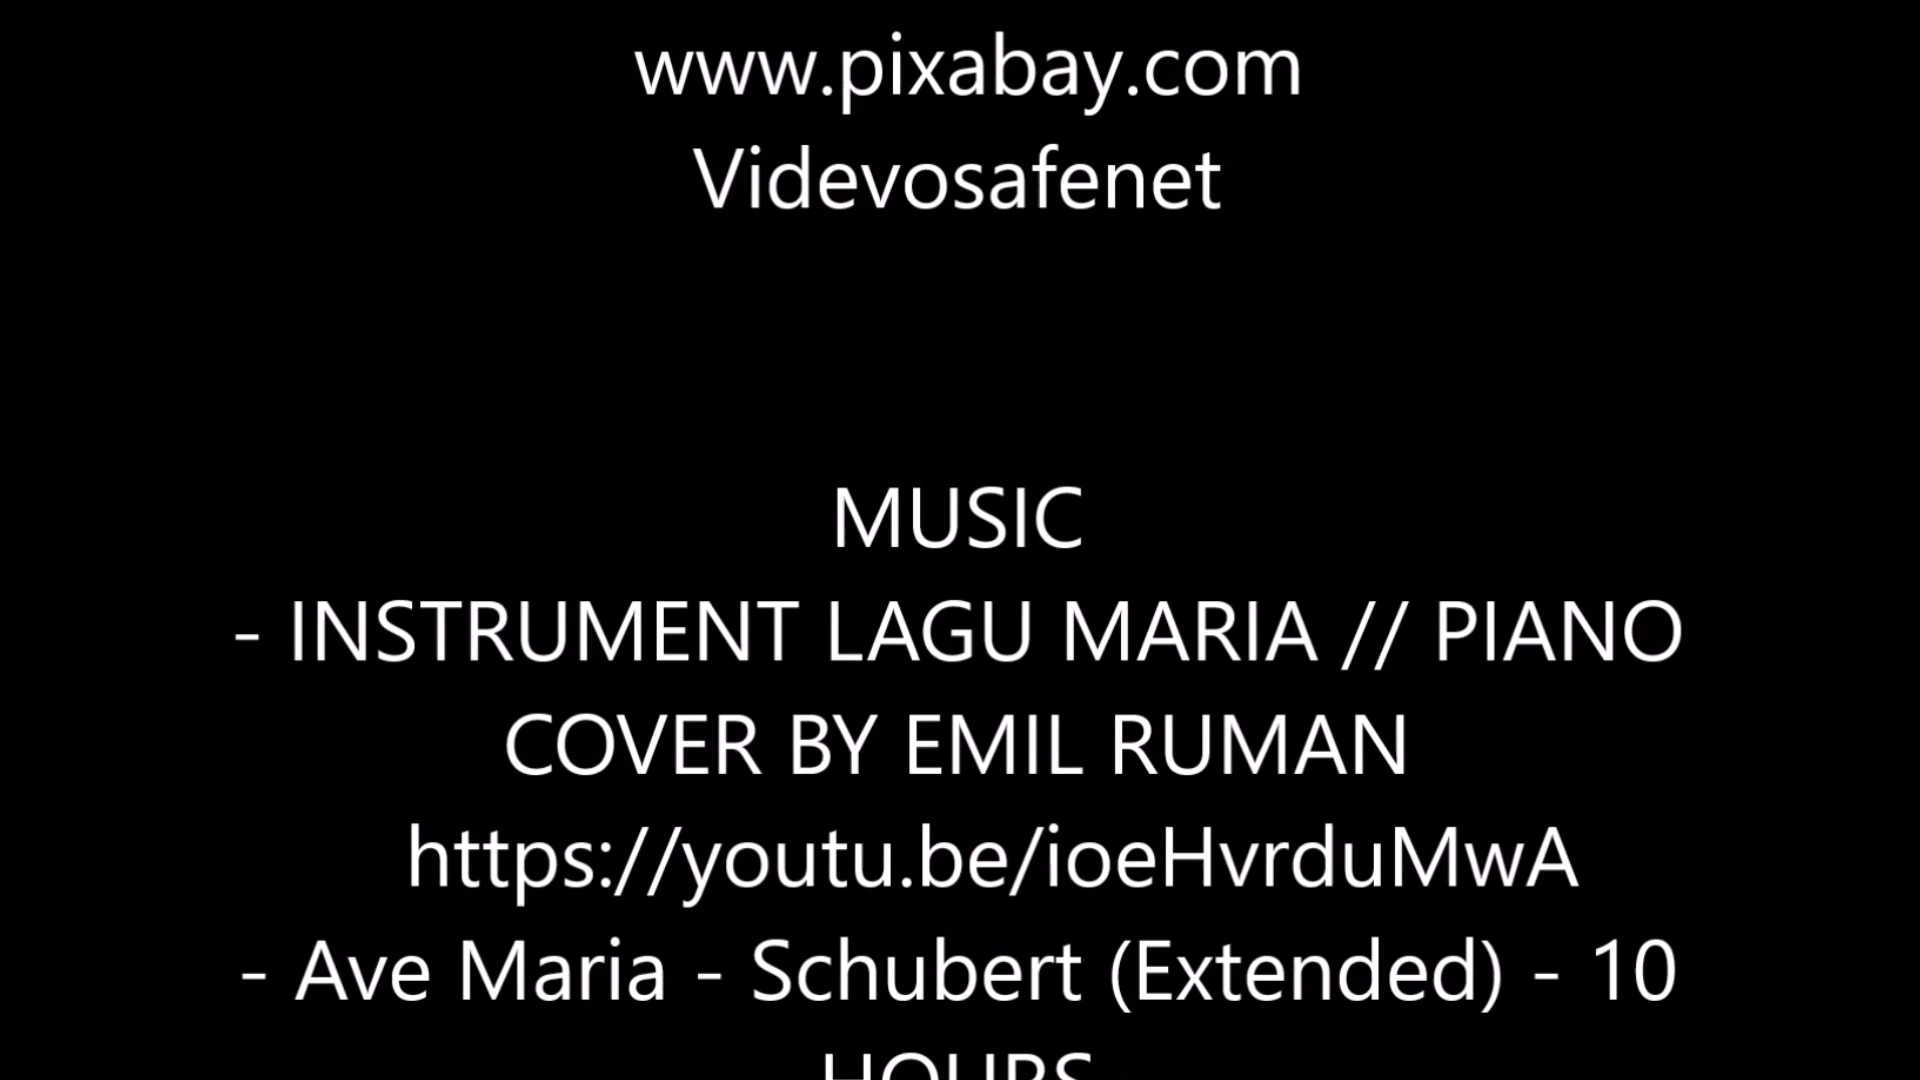 www.pixabay.com
Videvosafenet
MUSIC
- INSTRUMENT LAGU MARIA // PIANO
COVER BY EMIL RUMAN
https://youtu.be/ioeHvrduMwA
- Ave Maria - Schubert (Extended) - 10
HOURS